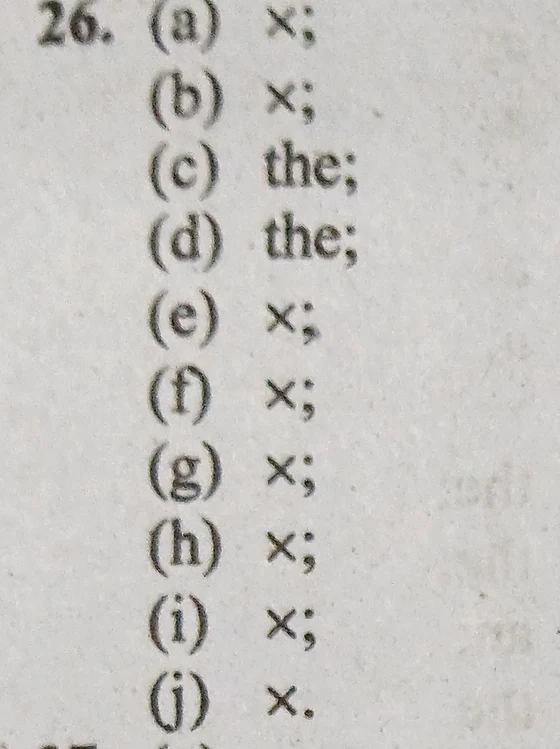 26. (a) ×;
(b) ×;
(c) the;
(d) the;
(e) ×;
(f) ×;
(g) ×;
(h) ×;
(i) ×;
(j) ×.